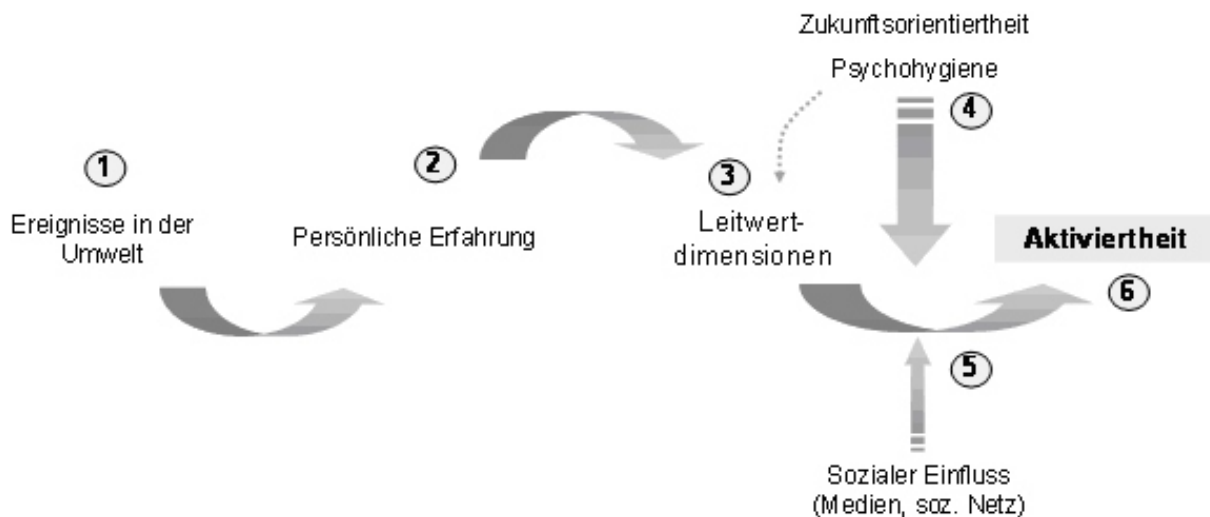 Zukunftsorientiertheit
Psychohygiene
4
1
2
3
Ereignisse in der
Umwelt
Persönliche Erfahrung
Leitwert-
dimensionen
Aktiviertheit
6
5
Sozialer Einfluss
(Medien, soz. Netz)